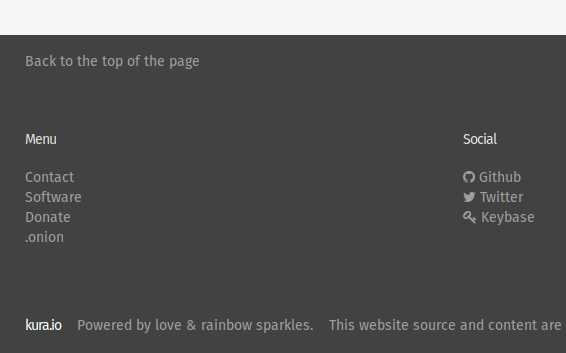 Back to the top of the page
Menu
Social
Contact
Software
Donate
.onion
Github
Twitter
Keybase
kura.io Powered by love & rainbow sparkles. This website source and content are